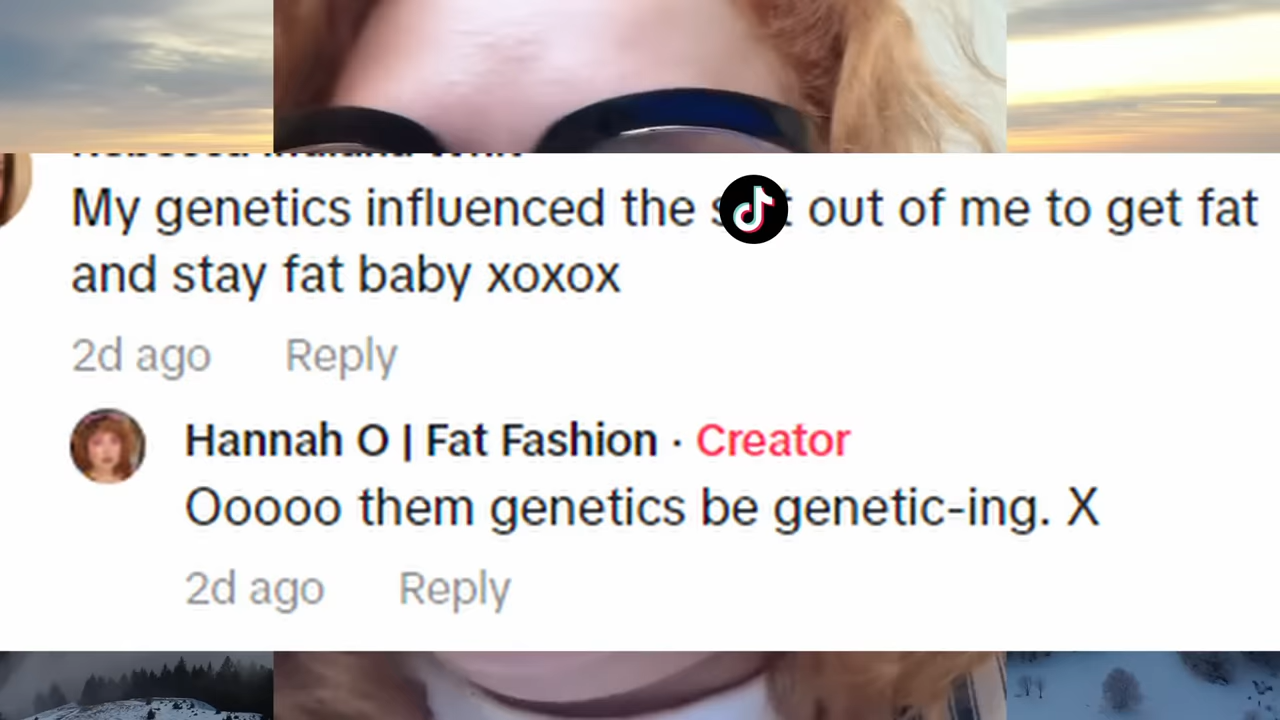 My genetics influenced the out of me to get fat
and stay fat baby xoxox
2d ago Reply
Hannah O | Fat Fashion · Creator
Ooooo them genetics be genetic-ing. X
2d ago Reply